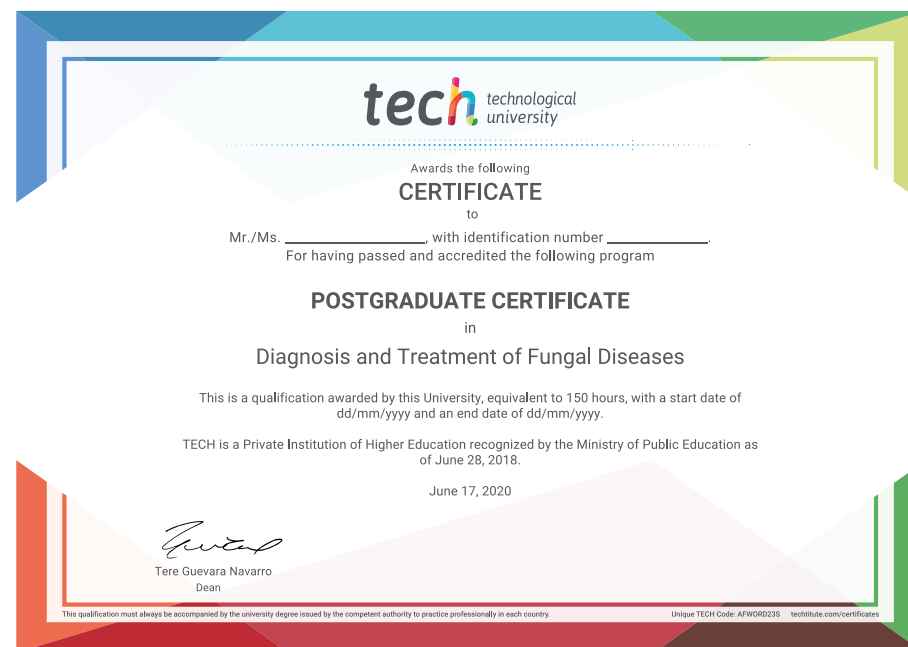 tech technological
university
Awards the following
CERTIFICATE
to
Mr./Ms. ____________________, with identification number ______________.
For having passed and accredited the following program
POSTGRADUATE CERTIFICATE
in
Diagnosis and Treatment of Fungal Diseases
This is a qualification awarded by this University, equivalent to 150 hours, with a start date of
dd/mm/yyyy and an end date of dd/mm/yyyy.
TECH is a Private Institution of Higher Education recognized by the Ministry of Public Education as
of June 28, 2018.
June 17, 2020
Tere Guevara Navarro
Dean
This qualification must always be accompanied by the university degree issued by the competent authority to practice professionally in each country.
Unique TECH Code: AFWORD23S techtitute.com/certificates